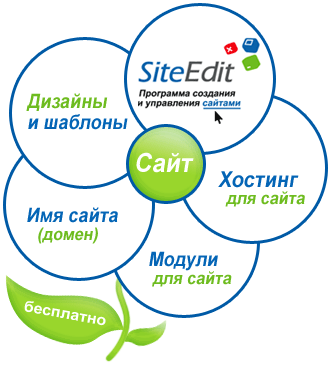 SiteEdit
Программа создания
и управления сайтами
Дизайны
и шаблоны
Сайт
Хостинг
для сайта
Имя сайта
(домен)
Модули
для сайта
бесплатно